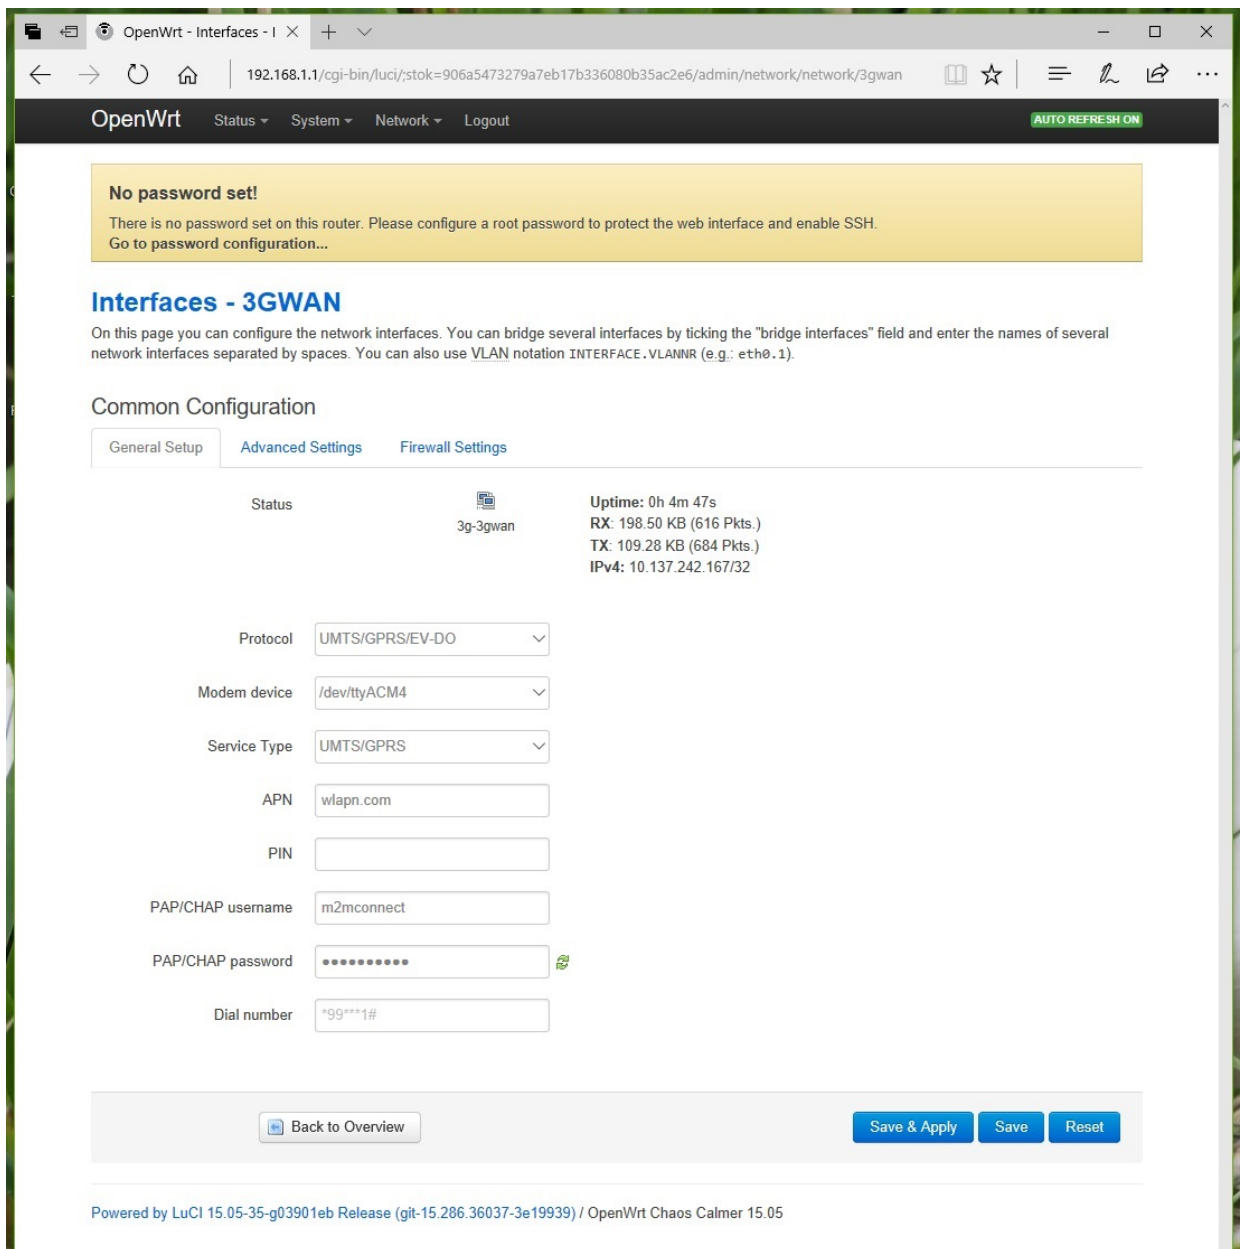 OpenWrt - Interfaces - I
192.168.1.1/cgi-bin/luci/;stok=906a5473279a7eb17b336080b35ac2e6/admin/network/network/3gwan
OpenWrt Status System Network Logout AUTO REFRESH ON
No password set!
There is no password set on this router. Please configure a root password to protect the web interface and enable SSH.
Go to password configuration...
Interfaces - 3GWAN
On this page you can configure the network interfaces. You can bridge several interfaces by ticking the "bridge interfaces" field and enter the names of several
network interfaces separated by spaces. You can also use VLAN notation INTERFACE.VLANNR (e.g.: eth0.1).
Common Configuration
General Setup Advanced Settings Firewall Settings
Status
3g-3gwan
Uptime: 0h 4m 47s
RX: 198.50 KB (616 Pkts.)
TX: 109.28 KB (684 Pkts.)
IPv4: 10.137.242.167/32
Protocol UMTS/GPRS/EV-DO
Modem device /dev/ttyACM4
Service Type UMTS/GPRS
APN wlapn.com
PIN
PAP/CHAP username m2mconnect
PAP/CHAP password ••••••••••
Dial number *99***1#
Back to Overview Save & Apply Save Reset
Powered by LuCI 15.05-35-g03901eb Release (git-15.286.36037-3e19939) / OpenWrt Chaos Calmer 15.05